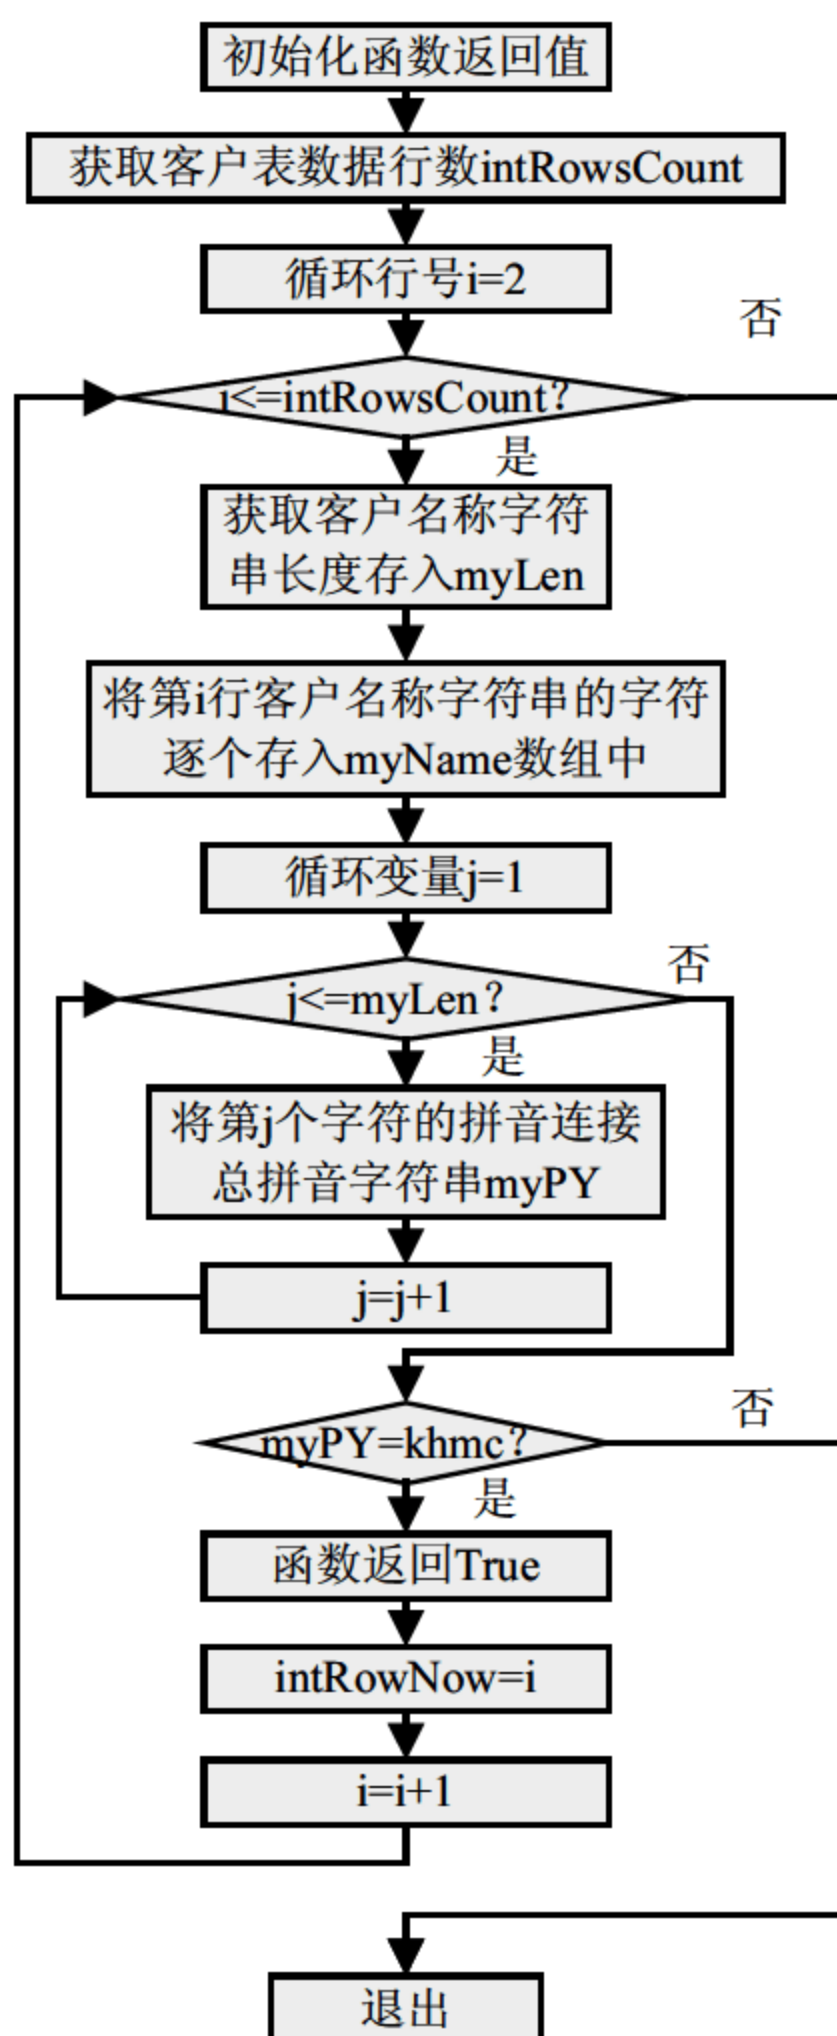 初始化函数返回值
获取客户表数据行数intRowsCount
循环行号i=2
否
i<=intRowsCount？
是
获取客户名称字符
串长度存入myLen
将第i行客户名称字符串的字符
逐个存入myName数组中
循环变量j=1
否
j<=myLen？
是
将第j个字符的拼音连接
总拼音字符串myPY
j=j+1
否
myPY=khmc？
是
函数返回True
intRowNow=i
i=i+1
退出